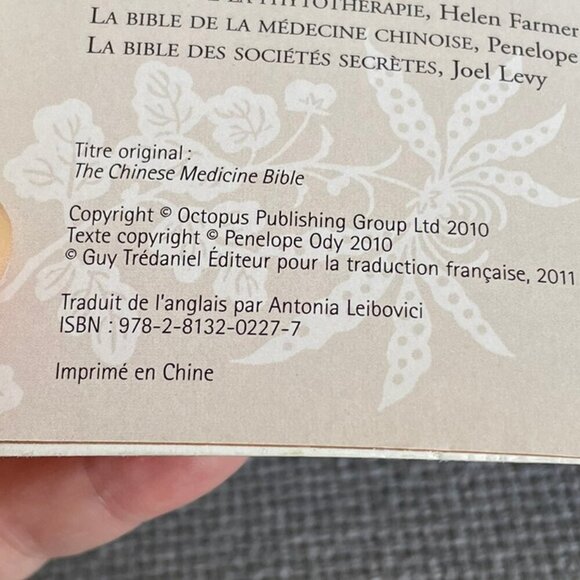 PHYTOTHÉRAPIE, Helen Farmer
LA BIBLE DE LA MÉDECINE CHINOISE, Penelope
LA BIBLE DES SOCIÉTÉS SECRÈTES, Joel Levy
Titre original :
The Chinese Medicine Bible
Copyright © Octopus Publishing Group Ltd 2010
Texte copyright © Penelope Ody 2010
© Guy Trédaniel Éditeur pour la traduction française, 2011
Traduit de l'anglais par Antonia Leibovici
ISBN : 978-2-8132-0227-7
Imprimé en Chine